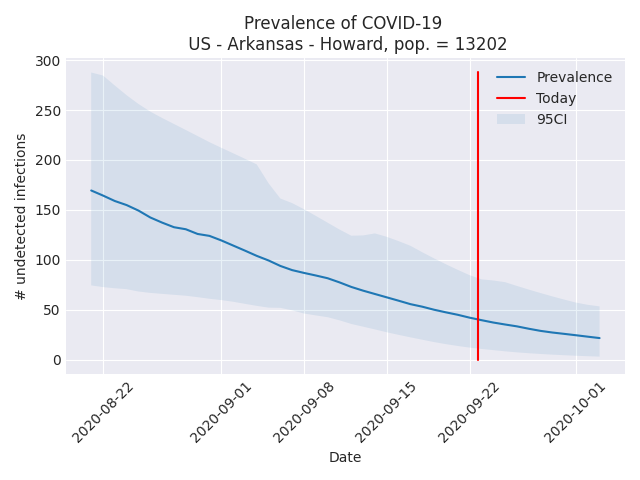 Prevalence of COVID-19
US - Arkansas - Howard, pop. = 13202
300
250
200
150
100
50
0
# undetected infections
Prevalence
Today
95CI
2020-08-22
2020-09-01
2020-09-08
2020-09-15
2020-09-22
2020-10-01
Date